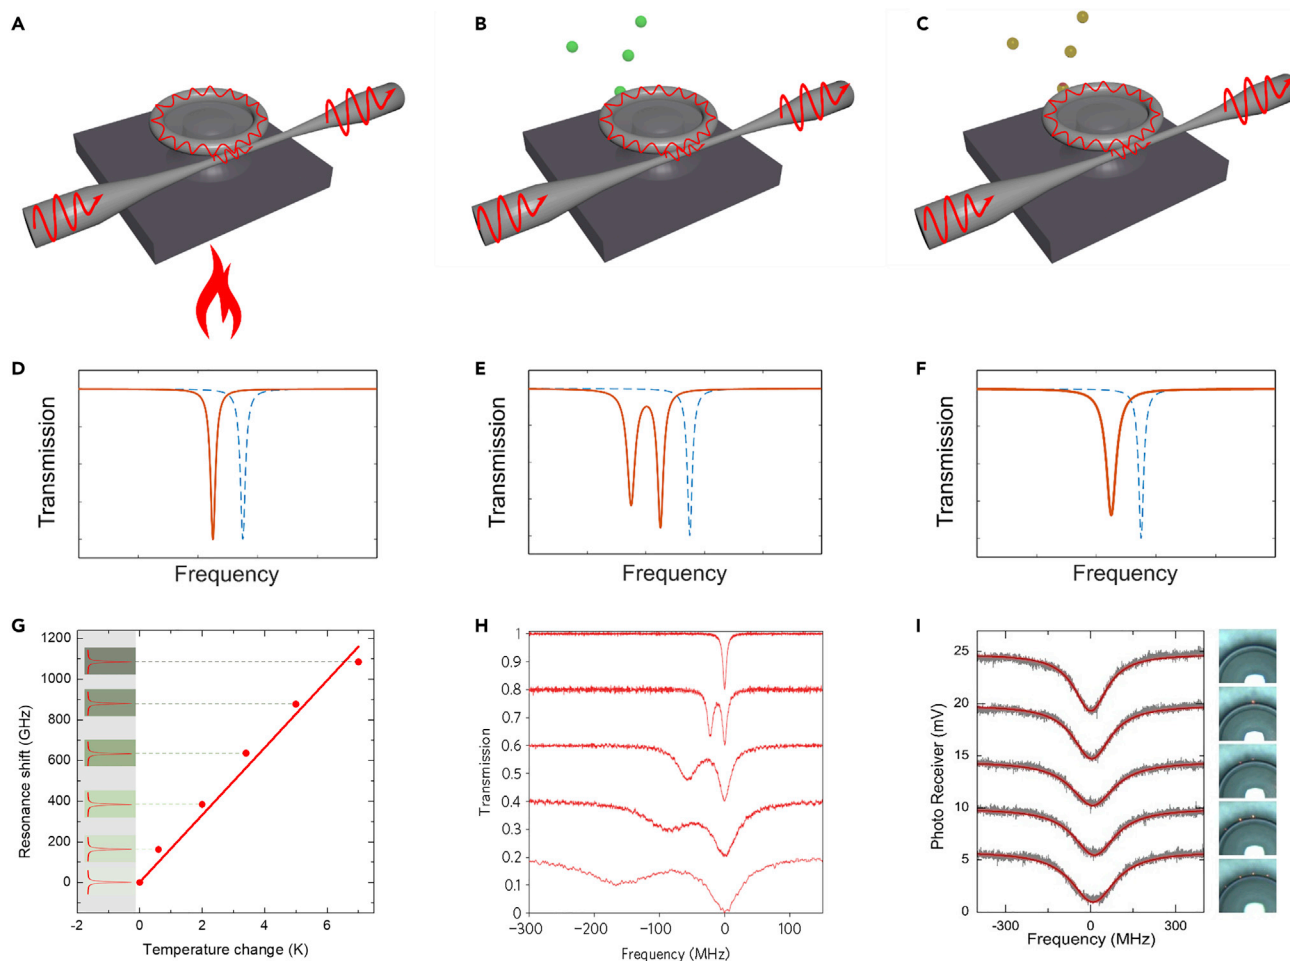 A
B
C
D
Transmission
Frequency
E
Transmission
Frequency
F
Transmission
Frequency
G
Resonance shift (GHz)
1200
1000
800
600
400
200
0
0 2 4 6
Temperature change (K)
H
Transmission
1
0.9
0.8
0.7
0.6
0.5
0.4
0.3
0.2
0.1
0
−300 −200 −100 0 100
Frequency (MHz)
I
Photo Receiver (mV)
25
20
15
10
5
0
-300 0 300
Frequency (MHz)